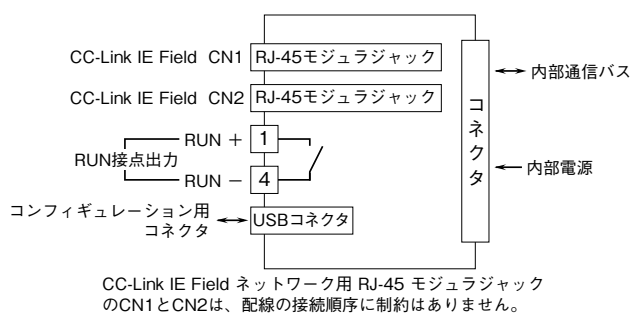 CC-Link IE Field CN1 RJ-45モジュラジャック
CC-Link IE Field CN2 RJ-45モジュラジャック
RUN + 1
RUN接点出力
RUN − 4
コンフィギュレーション用
コネクタ
USBコネクタ
コネクタ
内部通信バス
内部電源
CC-Link IE Field ネットワーク用 RJ-45 モジュラジャック
のCN1とCN2は、配線の接続順序に制約はありません。